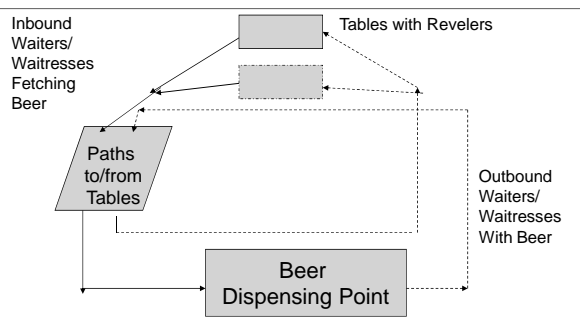 Inbound
Waiters/
Waitresses
Fetching
Beer
Tables with Revelers
Paths
to/from
Tables
Outbound
Waiters/
Waitresses
With Beer
Beer
Dispensing Point